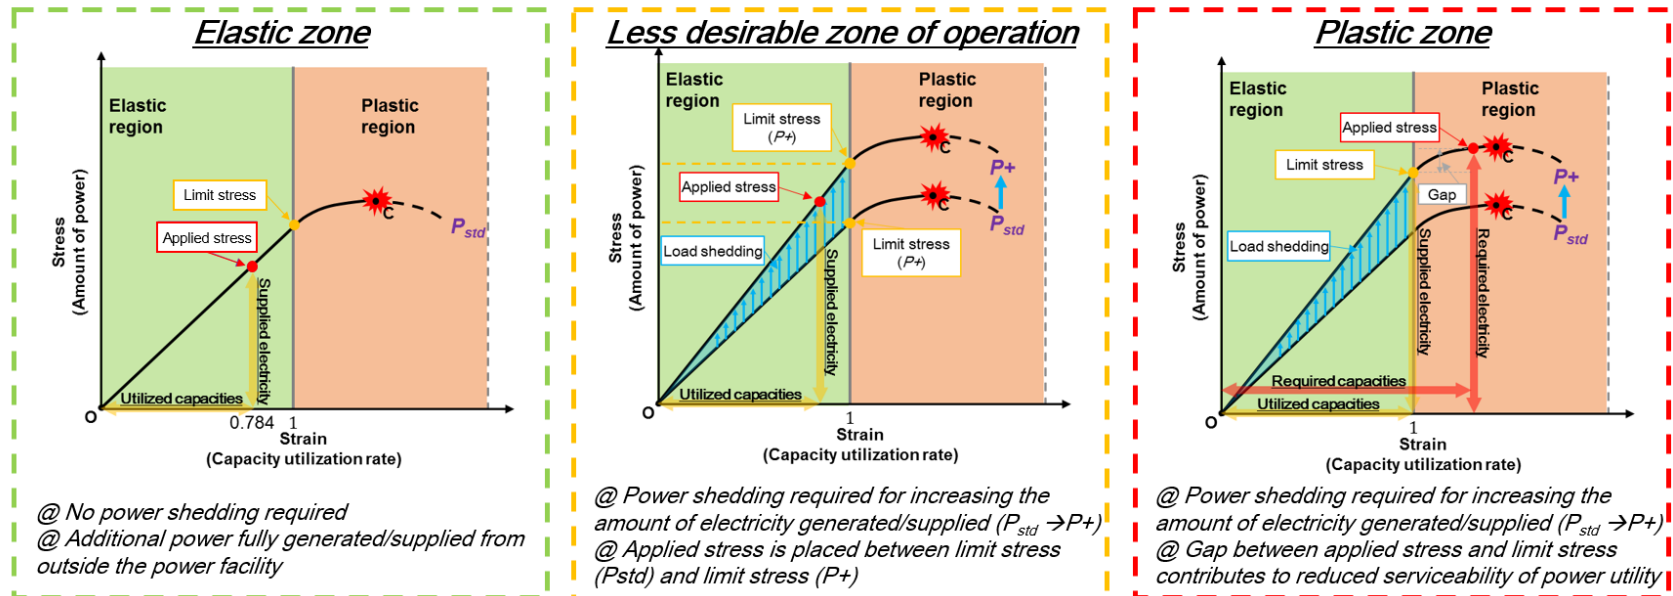 Elastic zone
Elastic
region
Plastic
region
Limit stress
Applied stress
C
Pstd
Supplied electricity
Utilized capacities
Stress
(Amount of power)
O
0.784
1
Strain
(Capacity utilization rate)
@ No power shedding required
@ Additional power fully generated/supplied from
outside the power facility
Less desirable zone of operation
Elastic
region
Plastic
region
Limit stress
(P+)
C
Applied stress
P+
C
Pstd
Load shedding
Limit stress
(P+)
Supplied electricity
Utilized capacities
Stress
(Amount of power)
O
1
Strain
(Capacity utilization rate)
@ Power shedding required for increasing the
amount of electricity generated/supplied (Pstd →P+)
@ Applied stress is placed between limit stress
(Pstd) and limit stress (P+)
Plastic zone
Elastic
region
Plastic
region
Applied stress
C
Limit stress
P+
Gap
C
Pstd
Load shedding
Supplied electricity
Required electricity
Required capacities
Utilized capacities
Stress
(Amount of power)
O
1
Strain
(Capacity utilization rate)
@ Power shedding required for increasing the
amount of electricity generated/supplied (Pstd →P+)
@ Gap between applied stress and limit stress
contributes to reduced serviceability of power utility